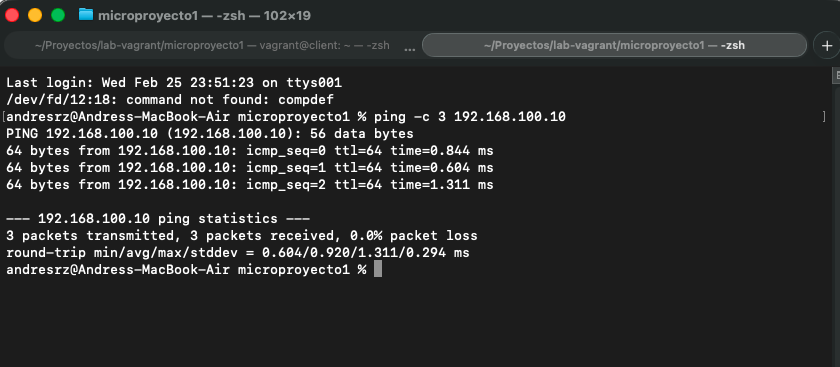 microproyecto1 — -zsh — 102×19
~/Proyectos/lab-vagrant/microproyecto1 — vagrant@client: ~ — -zsh ... ~/Proyectos/lab-vagrant/microproyecto1 — -zsh +
Last login: Wed Feb 25 23:51:23 on ttys001
/dev/fd/12:18: command not found: compdef
[andresrz@Andress-MacBook-Air microproyecto1 % ping -c 3 192.168.100.10 ]
PING 192.168.100.10 (192.168.100.10): 56 data bytes
64 bytes from 192.168.100.10: icmp_seq=0 ttl=64 time=0.844 ms
64 bytes from 192.168.100.10: icmp_seq=1 ttl=64 time=0.604 ms
64 bytes from 192.168.100.10: icmp_seq=2 ttl=64 time=1.311 ms

--- 192.168.100.10 ping statistics ---
3 packets transmitted, 3 packets received, 0.0% packet loss
round-trip min/avg/max/stddev = 0.604/0.920/1.311/0.294 ms
andresrz@Andress-MacBook-Air microproyecto1 %